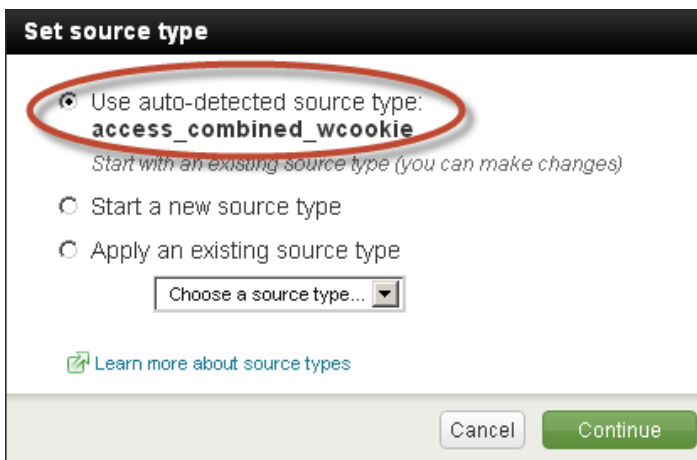 Set source type
Use auto-detected source type:
access_combined_wcookie
Start with an existing source type (you can make changes)
Start a new source type
Apply an existing source type
Choose a source type...
Learn more about source types
Cancel Continue